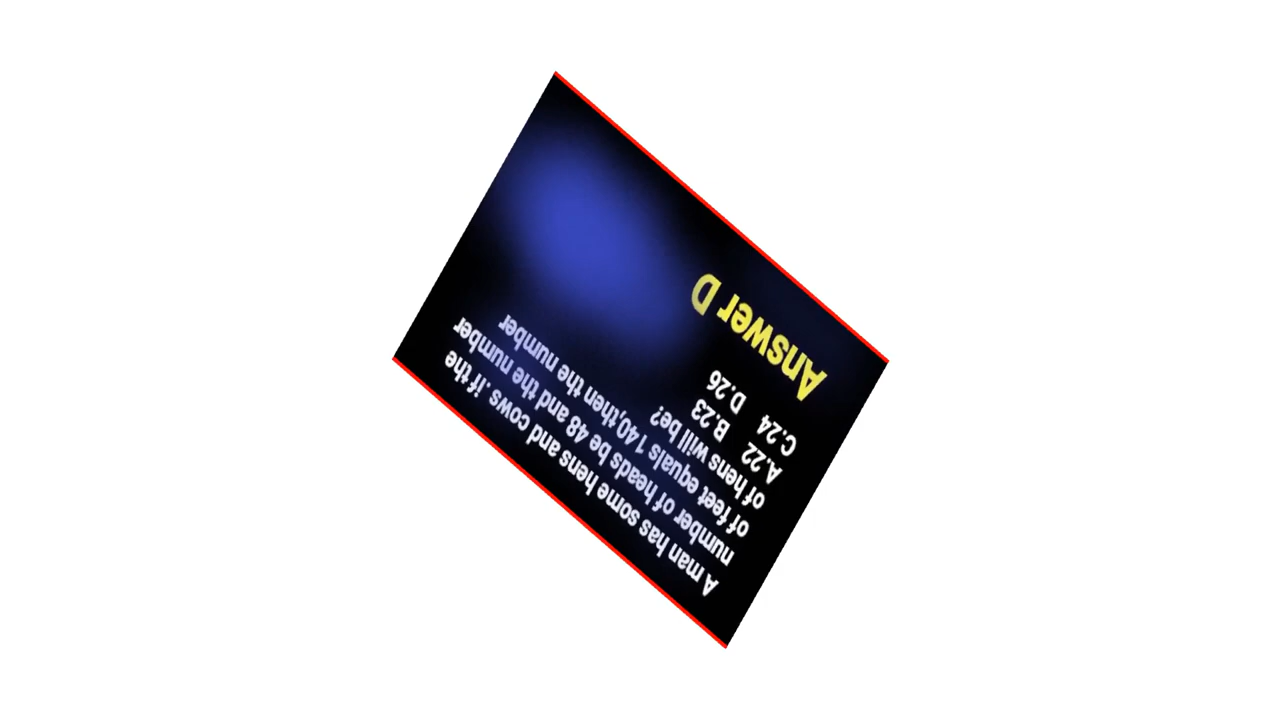 A man has some hens and cows .if the
number of heads be 48 and the number
of feet equals 140,then the number
of hens will be?
A.22 B.23
C.24 D.26
Answer D